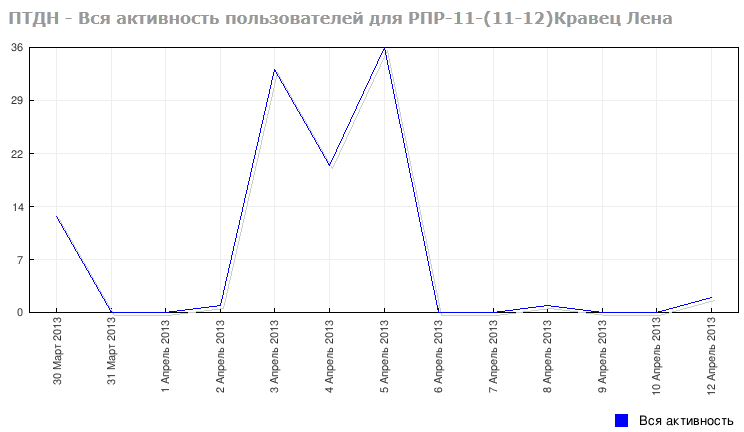 ПТДН - Вся активность пользователей для РПР-11-(11-12)Кравец Лена
36
29
22
14
7
0
30 Март 2013
31 Март 2013
1 Апрель 2013
2 Апрель 2013
3 Апрель 2013
4 Апрель 2013
5 Апрель 2013
6 Апрель 2013
7 Апрель 2013
8 Апрель 2013
9 Апрель 2013
10 Апрель 2013
12 Апрель 2013
Вся активность